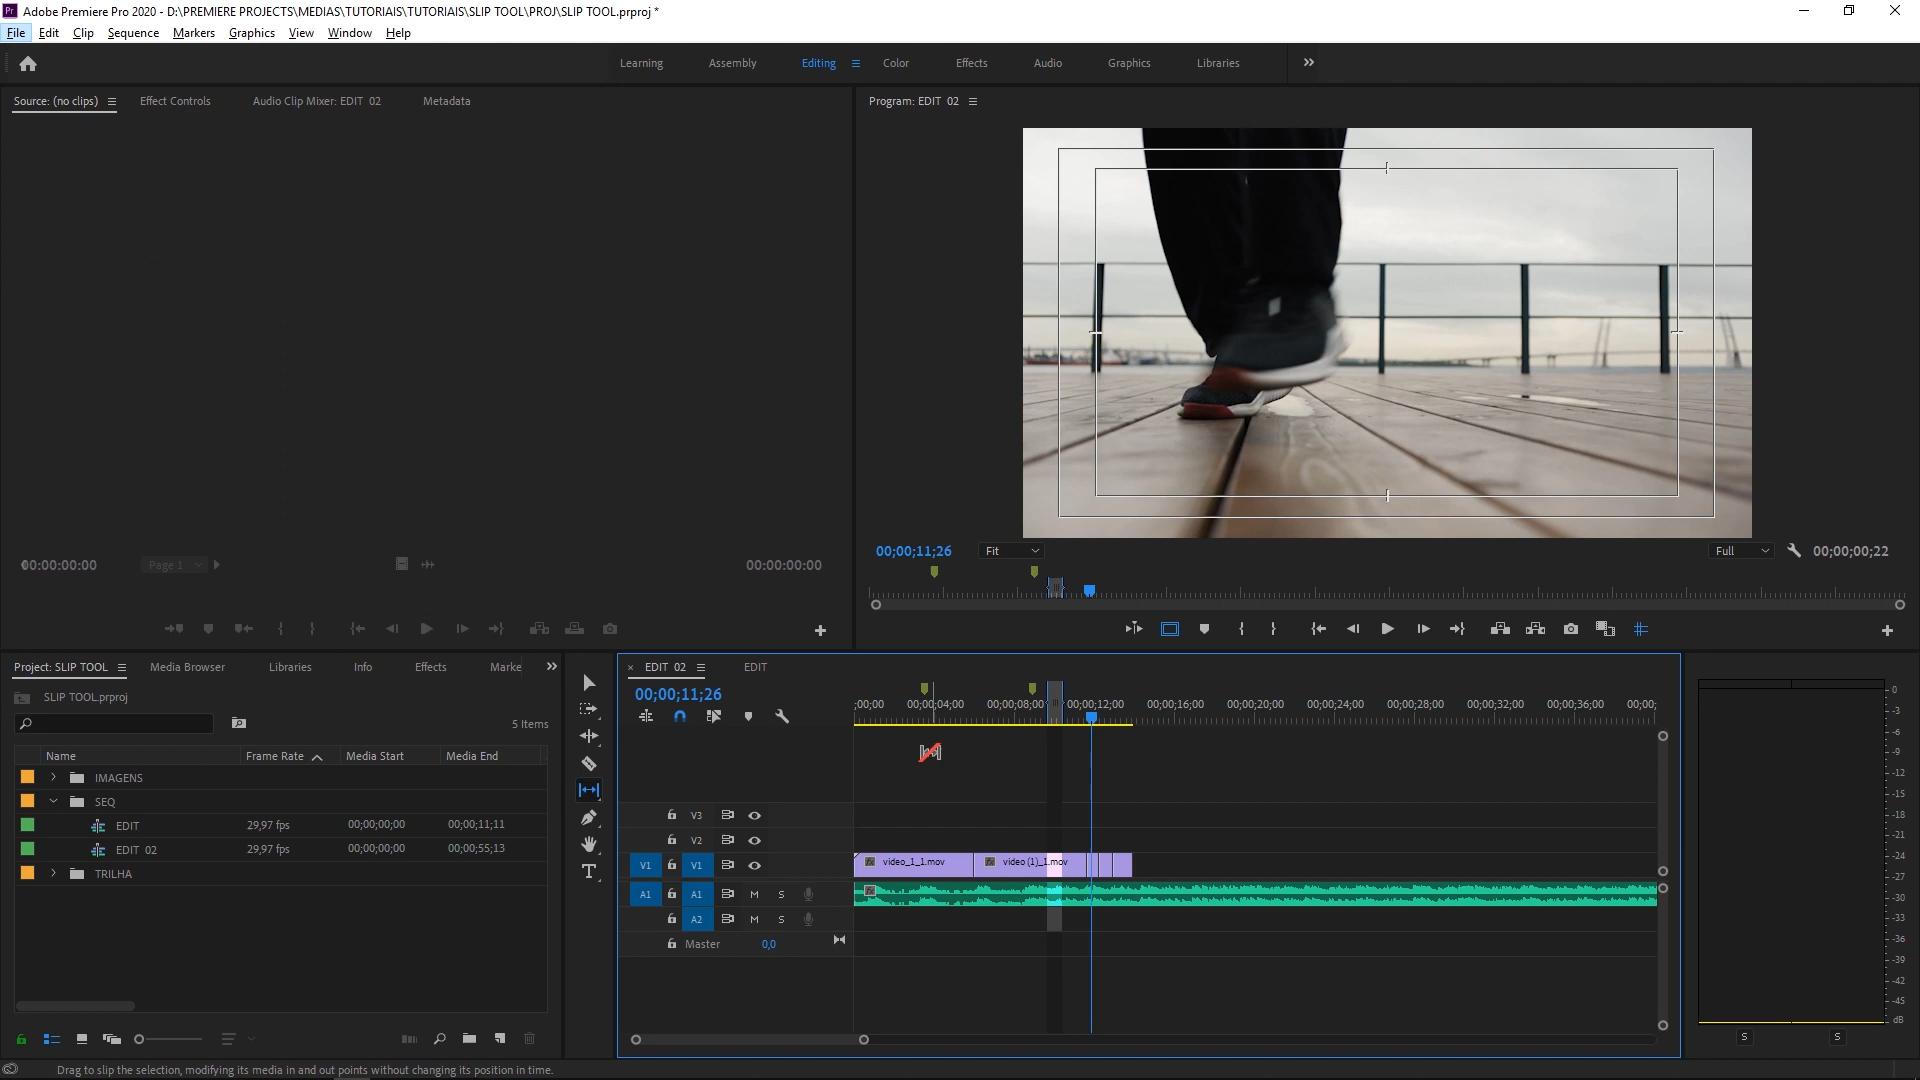 Adobe Premiere Pro 2020 - D:\PREMIERE PROJECTS\MEDIAS\TUTORIAIS\TUTORIAIS\SLIP TOOL\PROJ\SLIP TOOL.prproj *
File Edit Clip Sequence Markers Graphics View Window Help
Learning Assembly Editing Color Effects Audio Graphics Libraries
Source: (no clips) Effect Controls Audio Clip Mixer: EDIT 02 Metadata
Program: EDIT 02
00;00;11;26 Fit Full 00;00;00;22
00:00:00:00 Page 1 00:00:00:00
Project: SLIP TOOL Media Browser Libraries Info Effects Marke
SLIP TOOL.prproj
5 Items
Name Frame Rate Media Start Media End
IMAGENS
SEQ
EDIT 29,97 fps 00;00;00;00 00;00;11;11
EDIT 02 29,97 fps 00;00;00;00 00;00;55;13
TRILHA
EDIT 02 EDIT
00;00;11;26
;00;00 00;00;04;00 00;00;08;00 00;00;12;00 00;00;16;00 00;00;20;00 00;00;24;00 00;00;28;00 00;00;32;00 00;00;36;00 00;00;
V3
V2
V1 V1 video_1_1.mov video (1)_1.mov
A1 A1 M S
A2 M S
Master 0,0
0
-3
-6
-9
-12
-15
-18
-21
-24
-27
-30
-33
-36
-39
-42
-45
dB
S S
Drag to slip the selection, modifying its media in and out points without changing its position in time.